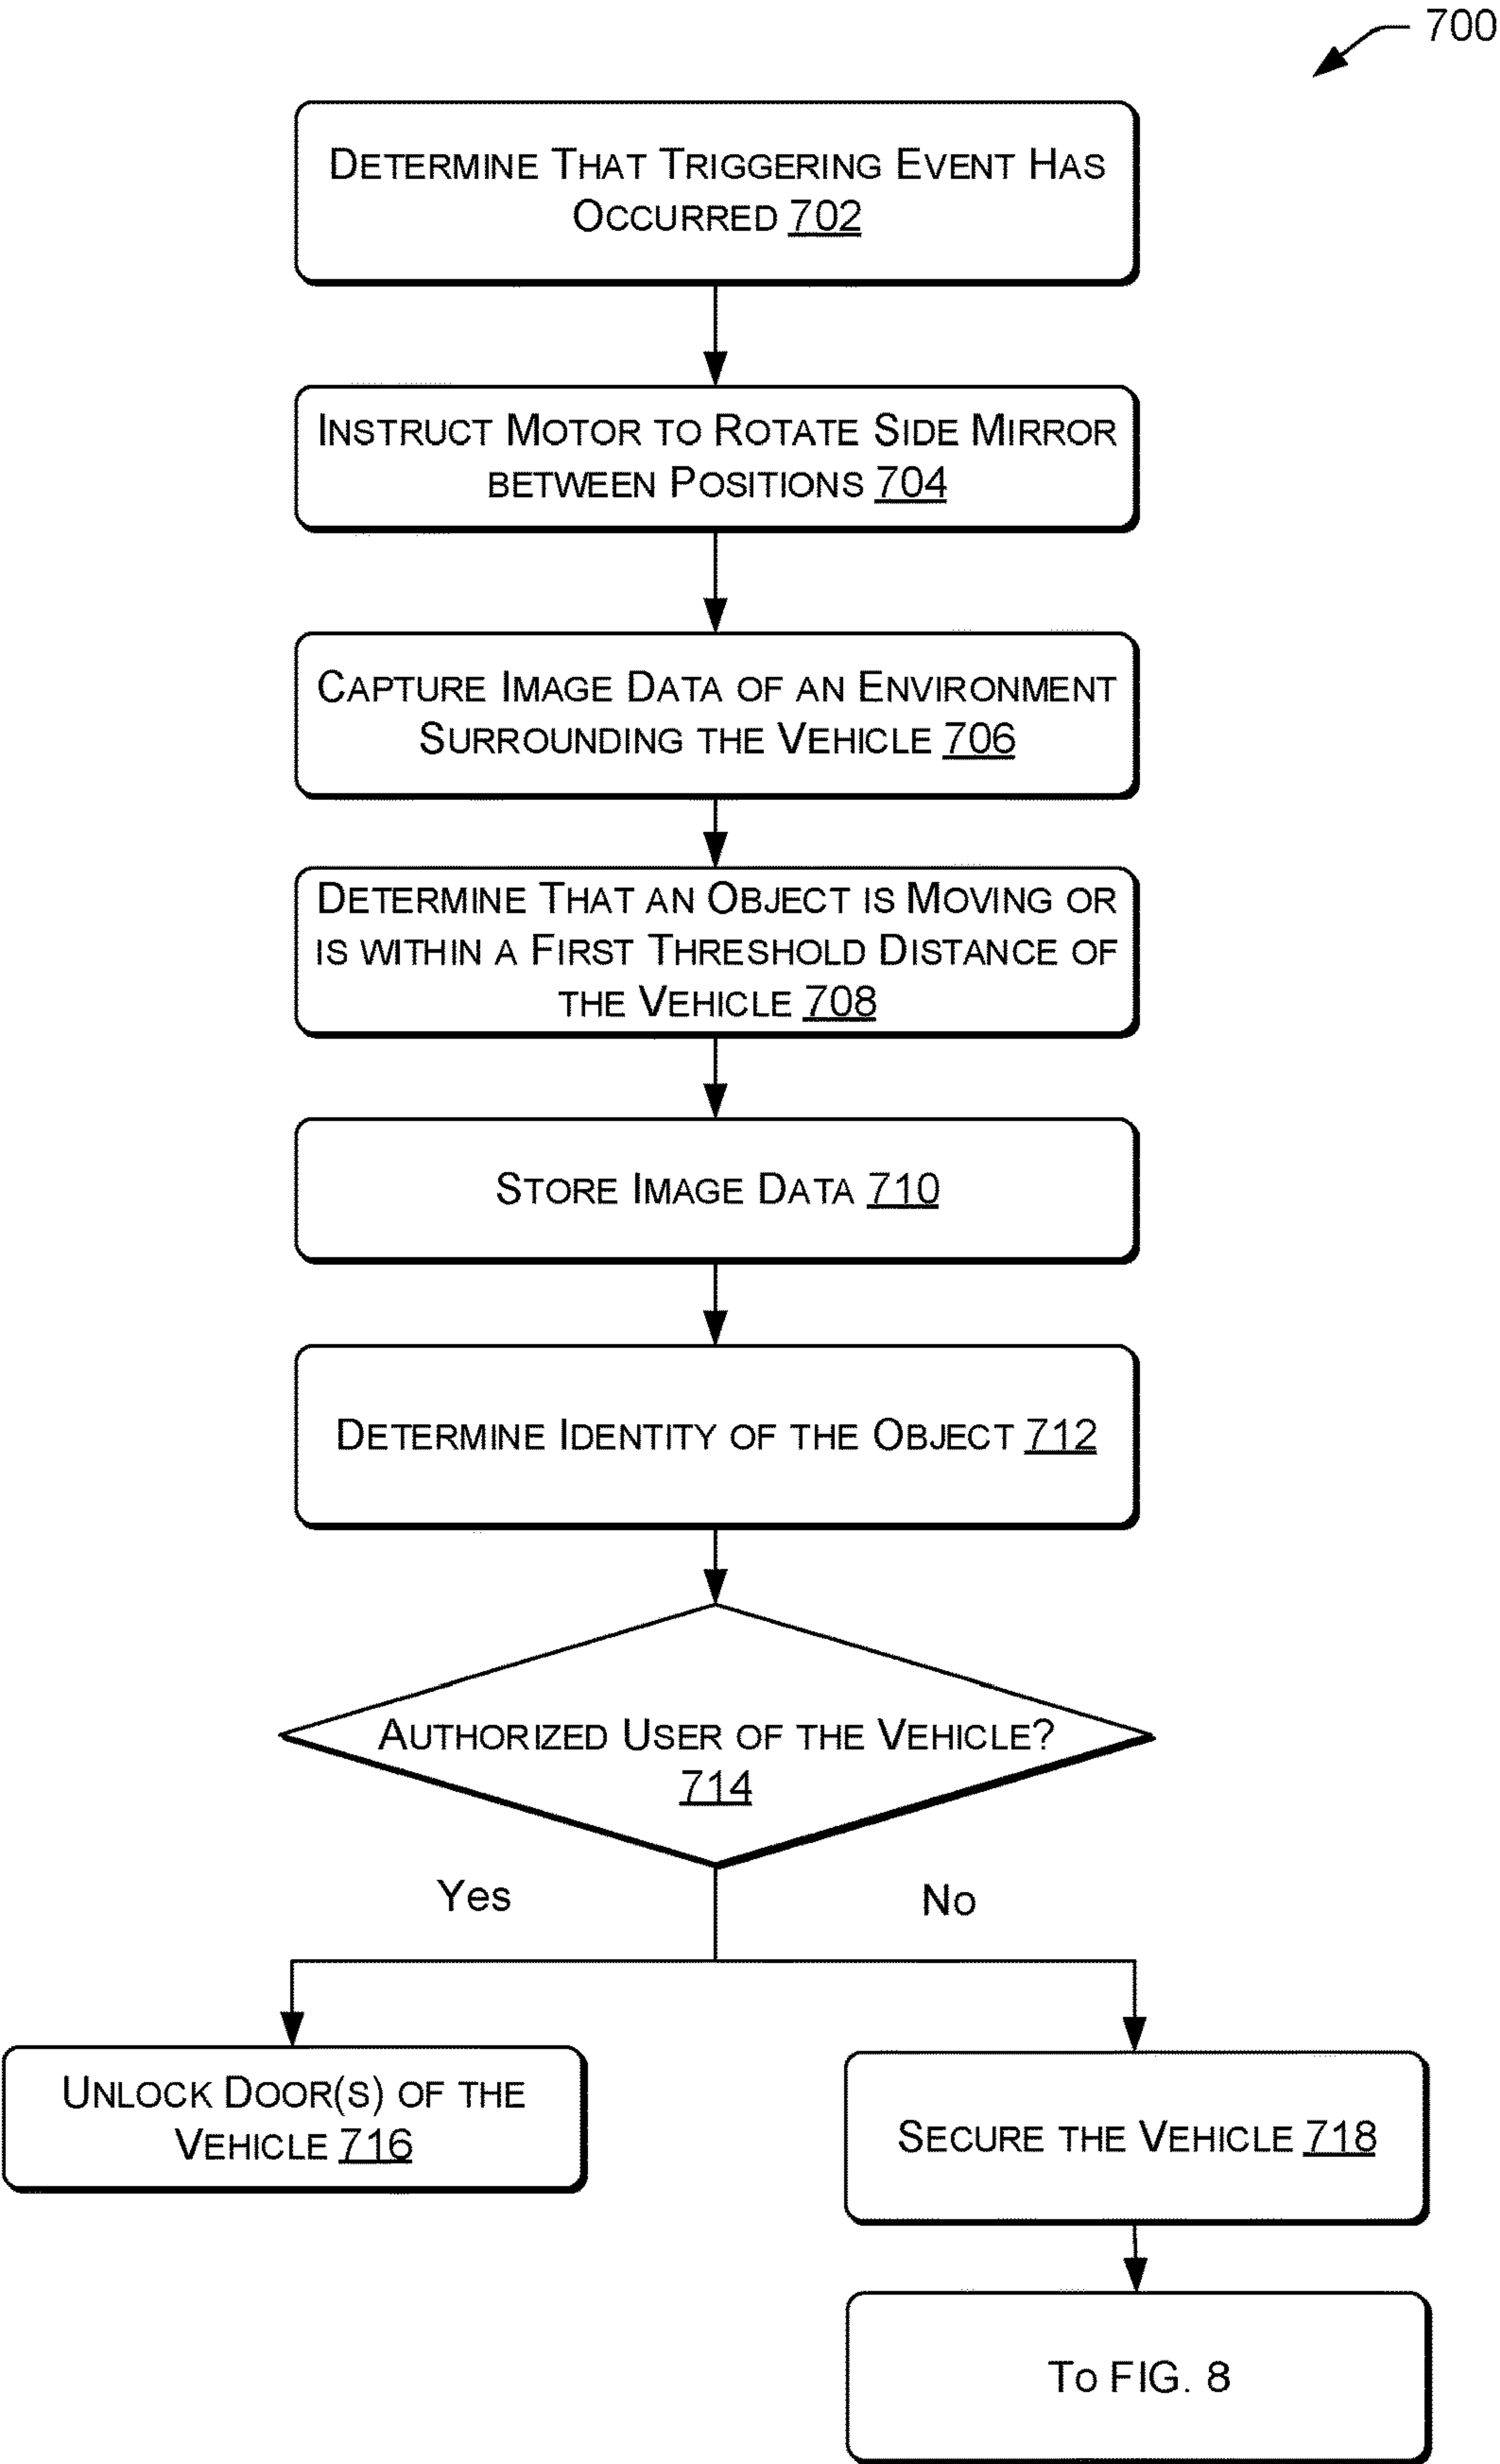 700
DETERMINE THAT TRIGGERING EVENT HAS
OCCURRED 702
INSTRUCT MOTOR TO ROTATE SIDE MIRROR
BETWEEN POSITIONS 704
CAPTURE IMAGE DATA OF AN ENVIRONMENT
SURROUNDING THE VEHICLE 706
DETERMINE THAT AN OBJECT IS MOVING OR
IS WITHIN A FIRST THRESHOLD DISTANCE OF
THE VEHICLE 708
STORE IMAGE DATA 710
DETERMINE IDENTITY OF THE OBJECT 712
AUTHORIZED USER OF THE VEHICLE?
714
Yes
No
UNLOCK DOOR(S) OF THE
VEHICLE 716
SECURE THE VEHICLE 718
To FIG. 8